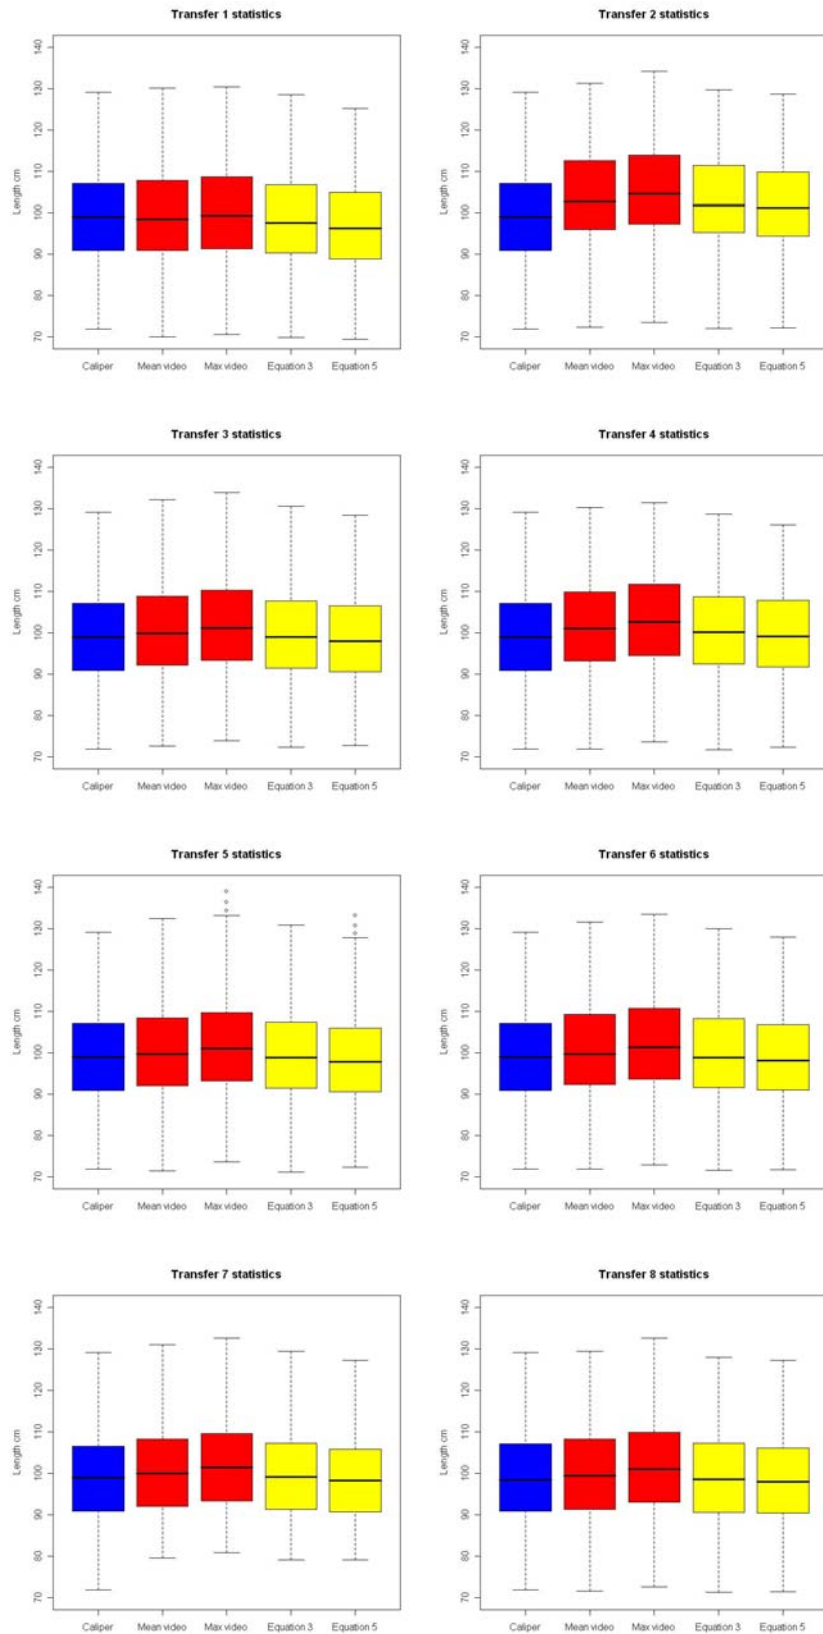 Transfer 1 statistics
Length cm
140
130
120
110
100
90
80
70
Caliper Mean video Max video Equation 3 Equation 5
Transfer 2 statistics
Length cm
140
130
120
110
100
90
80
70
Caliper Mean video Max video Equation 3 Equation 5
Transfer 3 statistics
Length cm
140
130
120
110
100
90
80
70
Caliper Mean video Max video Equation 3 Equation 5
Transfer 4 statistics
Length cm
140
130
120
110
100
90
80
70
Caliper Mean video Max video Equation 3 Equation 5
Transfer 5 statistics
Length cm
140
130
120
110
100
90
80
70
Caliper Mean video Max video Equation 3 Equation 5
Transfer 6 statistics
Length cm
140
130
120
110
100
90
80
70
Caliper Mean video Max video Equation 3 Equation 5
Transfer 7 statistics
Length cm
140
130
120
110
100
90
80
70
Caliper Mean video Max video Equation 3 Equation 5
Transfer 8 statistics
Length cm
140
130
120
110
100
90
80
70
Caliper Mean video Max video Equation 3 Equation 5